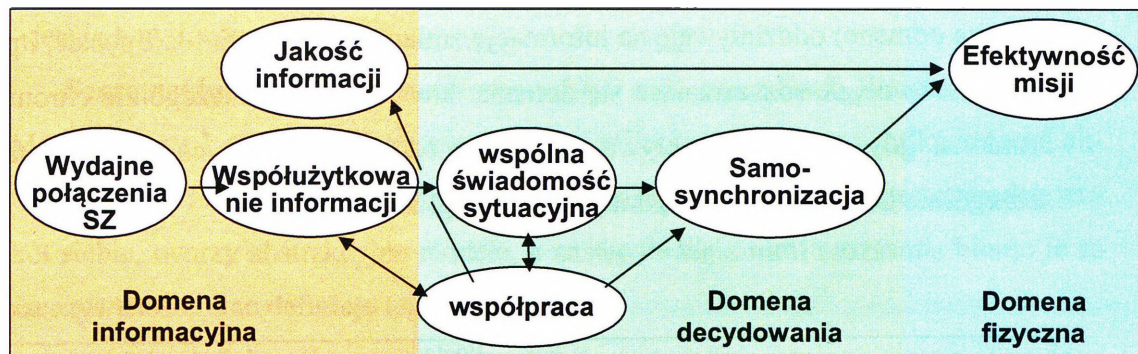 Jakość
informacji
Efektywność
misji
Wydajne
połączenia
SZ
Współużytkowa
nie informacji
wspólna
świadomość
sytuacyjna
Samo-
synchronizacja
współpraca
Domena
informacyjna
Domena
decydowania
Domena
fizyczna